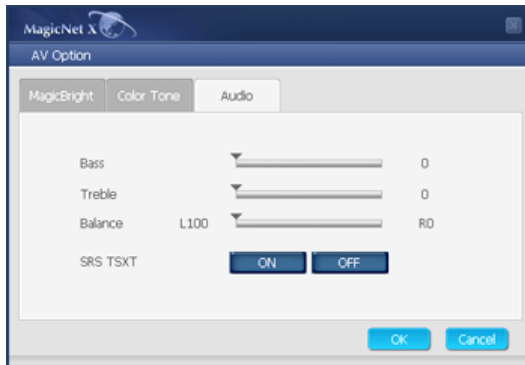 MagicNet X
AV Option
MagicBright Color Tone Audio
Bass 0
Treble 0
Balance L100 R0
SRS TSXT ON OFF
OK Cancel